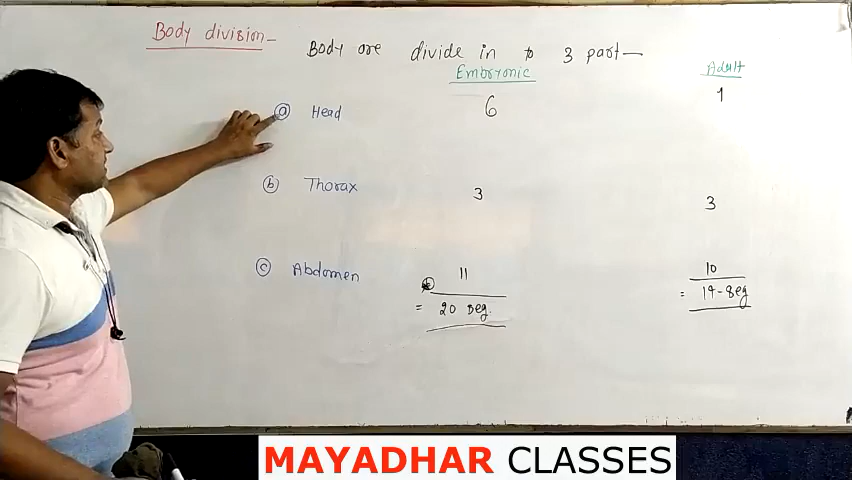 Body division-
Body are divide in to 3 part-
Embryonic Adult
(a) Head 6 1
(b) Thorax 3 3
(c) Abdomen 11 10
= 20 seg. = 14-seg
MAYADHAR CLASSES